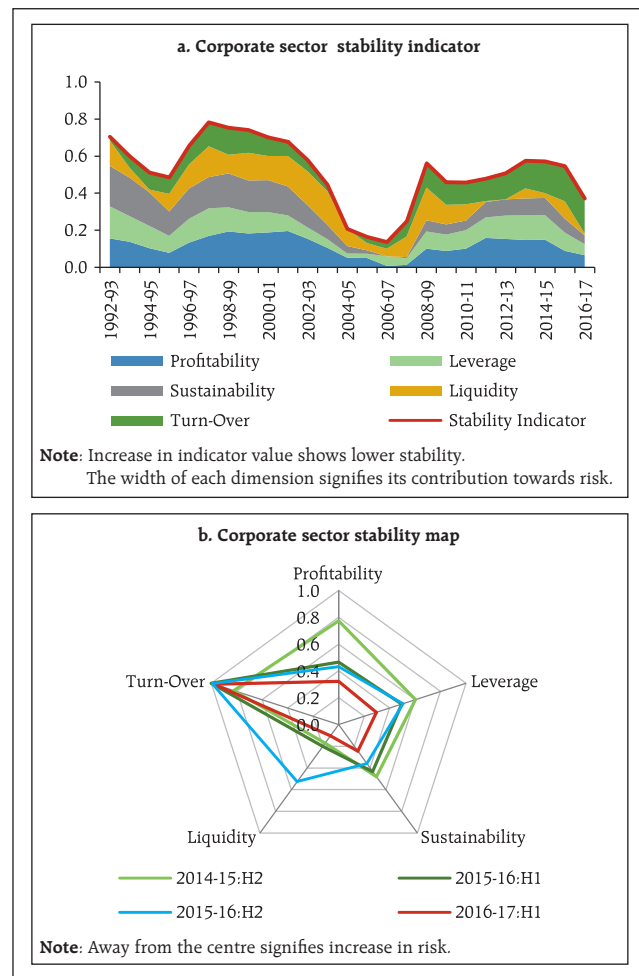 a. Corporate sector stability indicator
1.0
0.8
0.6
0.4
0.2
0.0
1992-93
1994-95
1996-97
1998-99
2000-01
2002-03
2004-05
2006-07
2008-09
2010-11
2012-13
2014-15
2016-17
Profitability
Leverage
Sustainability
Liquidity
Turn-Over
Stability Indicator
Note: Increase in indicator value shows lower stability.
The width of each dimension signifies its contribution towards risk.
b. Corporate sector stability map
Profitability
1.0
0.8
0.6
0.4
0.2
0.0
Turn-Over
Leverage
Liquidity
Sustainability
2014-15:H2
2015-16:H1
2015-16:H2
2016-17:H1
Note: Away from the centre signifies increase in risk.